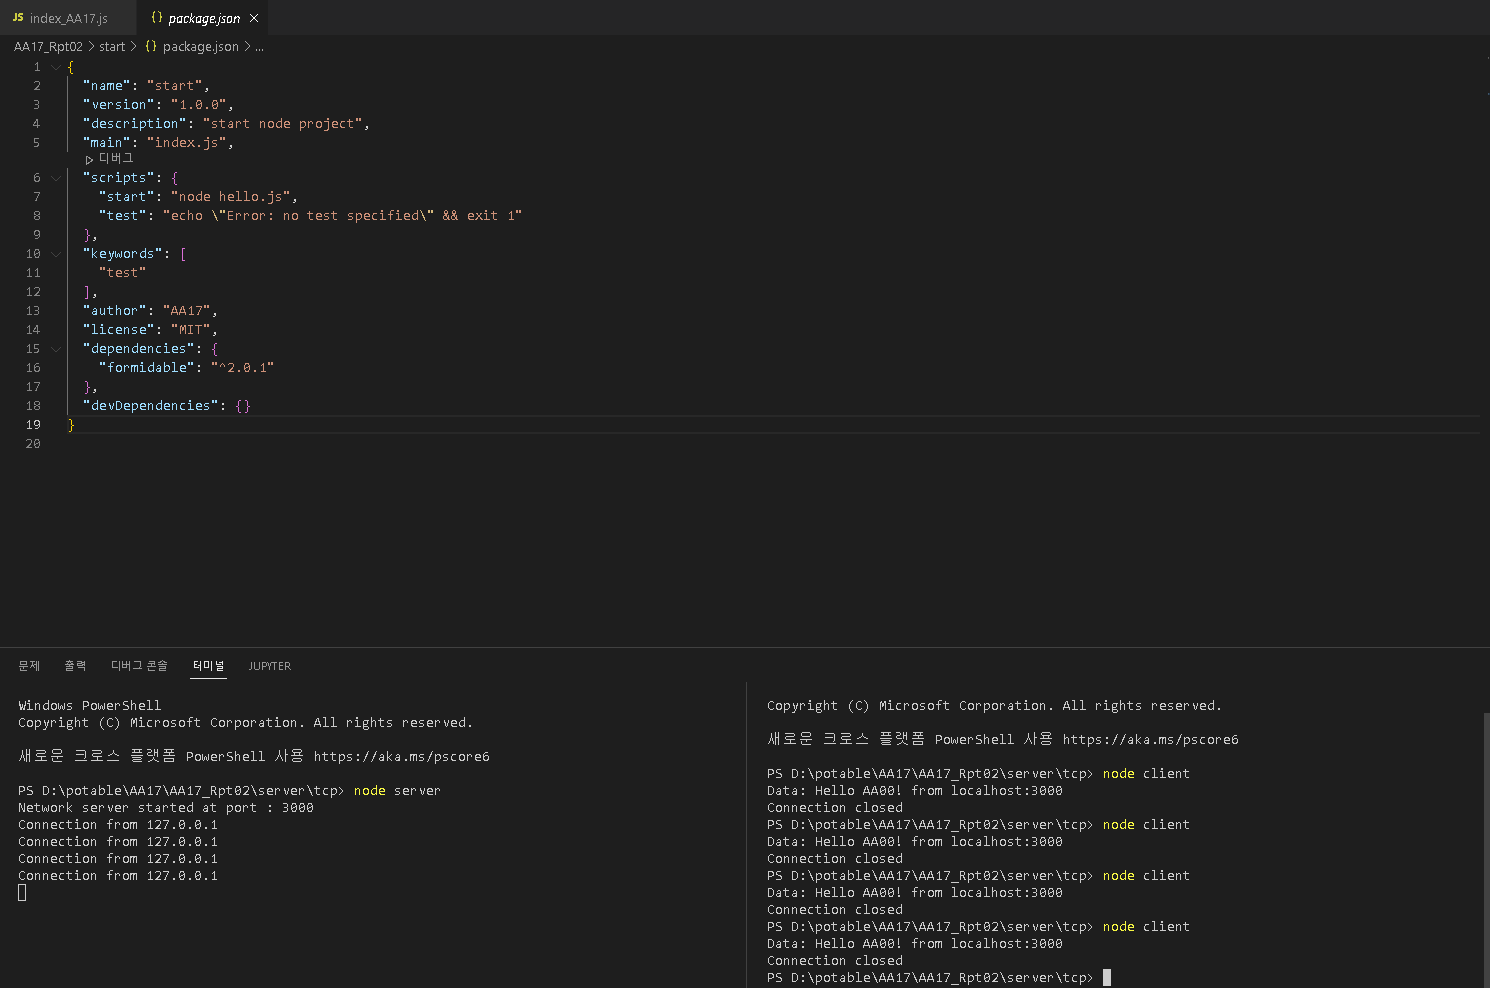 JS index_AA17.js
{} package.json ×
AA17_Rpt02 > start > {} package.json > ...
1 {
2 "name": "start",
3 "version": "1.0.0",
4 "description": "start node project",
5 "main": "index.js",
▷ 디버그
6 "scripts": {
7 "start": "node hello.js",
8 "test": "echo \"Error: no test specified\" && exit 1"
9 },
10 "keywords": [
11 "test"
12 ],
13 "author": "AA17",
14 "license": "MIT",
15 "dependencies": {
16 "formidable": "^2.0.1"
17 },
18 "devDependencies": {}
19 }
20
문제 출력 디버그 콘솔 터미널 JUPYTER
Windows PowerShell
Copyright (C) Microsoft Corporation. All rights reserved.
새로운 크로스 플랫폼 PowerShell 사용 https://aka.ms/pscore6
PS D:\potable\AA17\AA17_Rpt02\server\tcp> node server
Network server started at port : 3000
Connection from 127.0.0.1
Connection from 127.0.0.1
Connection from 127.0.0.1
Connection from 127.0.0.1
Copyright (C) Microsoft Corporation. All rights reserved.
새로운 크로스 플랫폼 PowerShell 사용 https://aka.ms/pscore6
PS D:\potable\AA17\AA17_Rpt02\server\tcp> node client
Data: Hello AA00! from localhost:3000
Connection closed
PS D:\potable\AA17\AA17_Rpt02\server\tcp> node client
Data: Hello AA00! from localhost:3000
Connection closed
PS D:\potable\AA17\AA17_Rpt02\server\tcp> node client
Data: Hello AA00! from localhost:3000
Connection closed
PS D:\potable\AA17\AA17_Rpt02\server\tcp> node client
Data: Hello AA00! from localhost:3000
Connection closed
PS D:\potable\AA17\AA17_Rpt02\server\tcp>